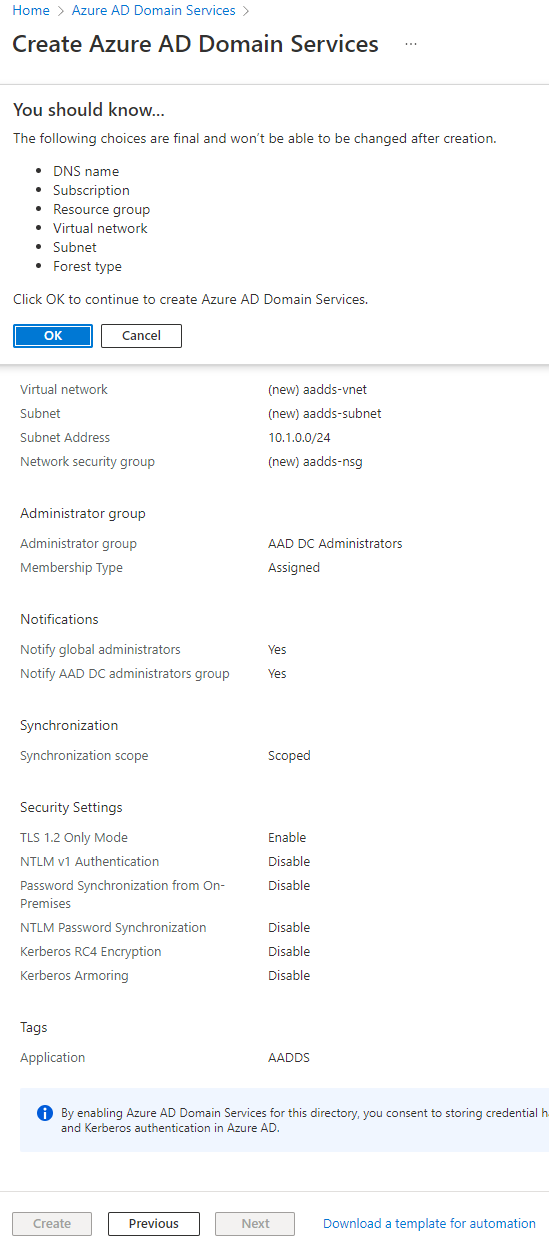 Home > Azure AD Domain Services >
Create Azure AD Domain Services ...
You should know...
The following choices are final and won't be able to be changed after creation.
• DNS name
• Subscription
• Resource group
• Virtual network
• Subnet
• Forest type
Click OK to continue to create Azure AD Domain Services.
OK Cancel
Virtual network (new) aadds-vnet
Subnet (new) aadds-subnet
Subnet Address 10.1.0.0/24
Network security group (new) aadds-nsg
Administrator group
Administrator group AAD DC Administrators
Membership Type Assigned
Notifications
Notify global administrators Yes
Notify AAD DC administrators group Yes
Synchronization
Synchronization scope Scoped
Security Settings
TLS 1.2 Only Mode Enable
NTLM v1 Authentication Disable
Password Synchronization from On- Disable
Premises
NTLM Password Synchronization Disable
Kerberos RC4 Encryption Disable
Kerberos Armoring Disable
Tags
Application AADDS
By enabling Azure AD Domain Services for this directory, you consent to storing credential
and Kerberos authentication in Azure AD.
Create Previous Next Download a template for automation